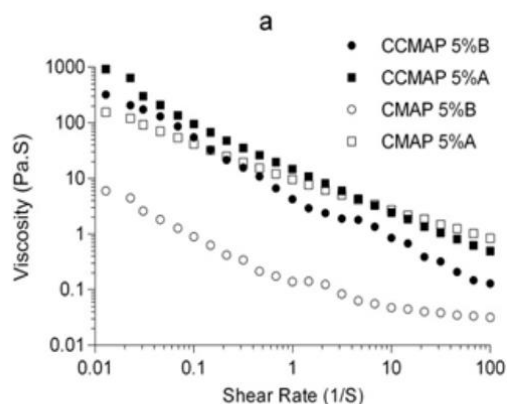 a
CCMAP 5%B
CCMAP 5%A
CMAP 5%B
CMAP 5%A
1000
100
10
1
0.1
0.01
Viscosity (Pa.S)
0.01 0.1 1 10 100
Shear Rate (1/S)